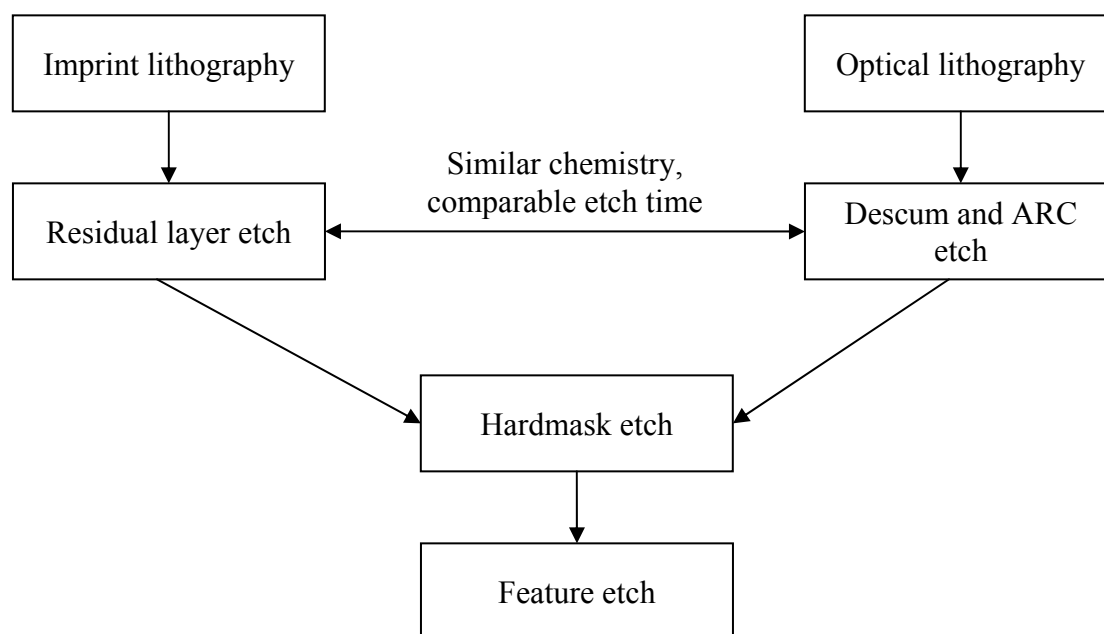 Imprint lithography
Optical lithography
Similar chemistry,
comparable etch time
Residual layer etch
Descum and ARC
etch
Hardmask etch
Feature etch